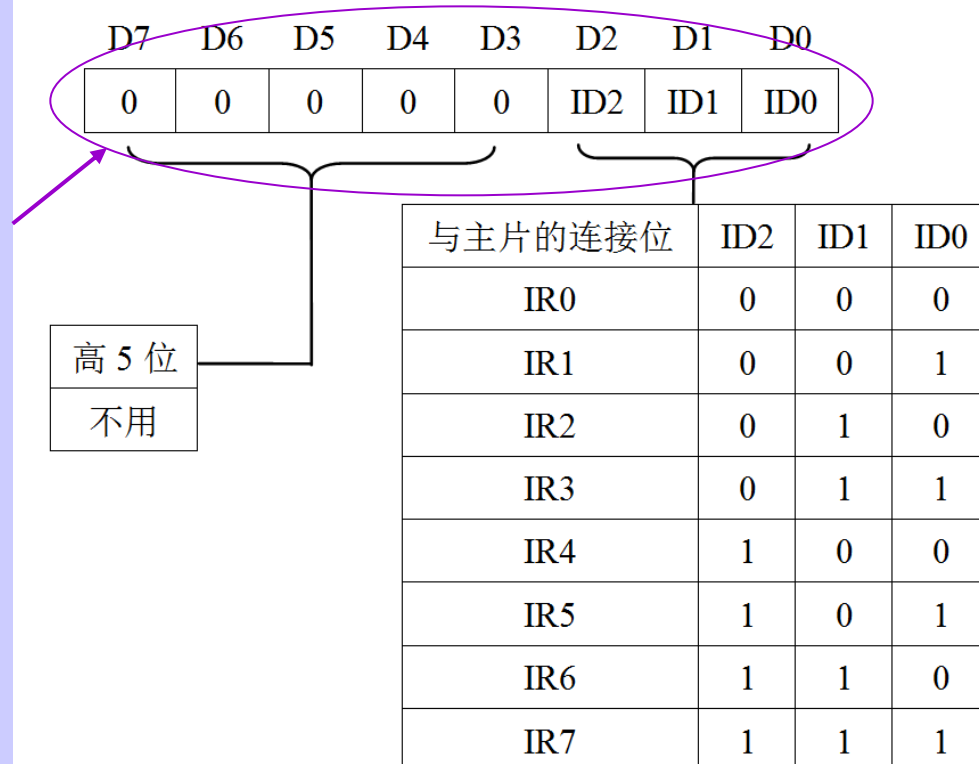 D7 D6 D5 D4 D3 D2 D1 D0
0 0 0 0 0 ID2 ID1 ID0
与主片的连接位 ID2 ID1 ID0
IR0 0 0 0
IR1 0 0 1
高 5 位
不用
IR2 0 1 0
IR3 0 1 1
IR4 1 0 0
IR5 1 0 1
IR6 1 1 0
IR7 1 1 1